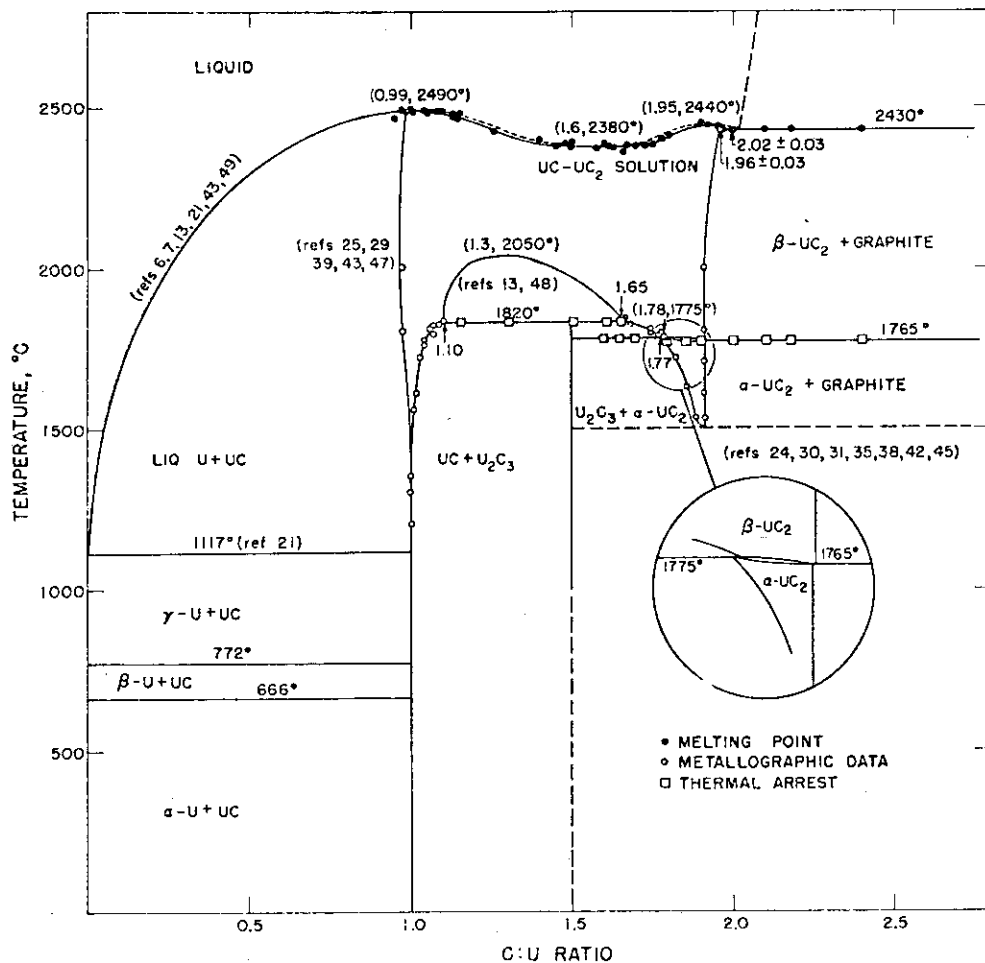 LIQUID
(0.99, 2490°)
(1.95, 2440°)
2430°
(1.6, 2380°)
2.02 ± 0.03
1.96 ± 0.03
UC-UC₂ SOLUTION
2500
(refs 6,7,13,21,43,49)
(refs 25, 29
39, 43, 47)
(1.3, 2050°)
β-UC₂ + GRAPHITE
2000
(refs 13, 48)
1.65
1820°
(1.78, 1775°)
1765°
1.10
1.77
α-UC₂ + GRAPHITE
U₂C₃ + α-UC₂
1500
LIQ U+UC
UC + U₂C₃
(refs 24, 30, 31, 35, 38, 42, 45)
TEMPERATURE, °C
1117° (ref 21)
β-UC₂
1775°
1765°
α-UC₂
1000
γ-U + UC
772°
β-U + UC
666°
500
α-U + UC
• MELTING POINT
○ METALLOGRAPHIC DATA
□ THERMAL ARREST
0
0.5
1.0
1.5
2.0
2.5
C:U RATIO